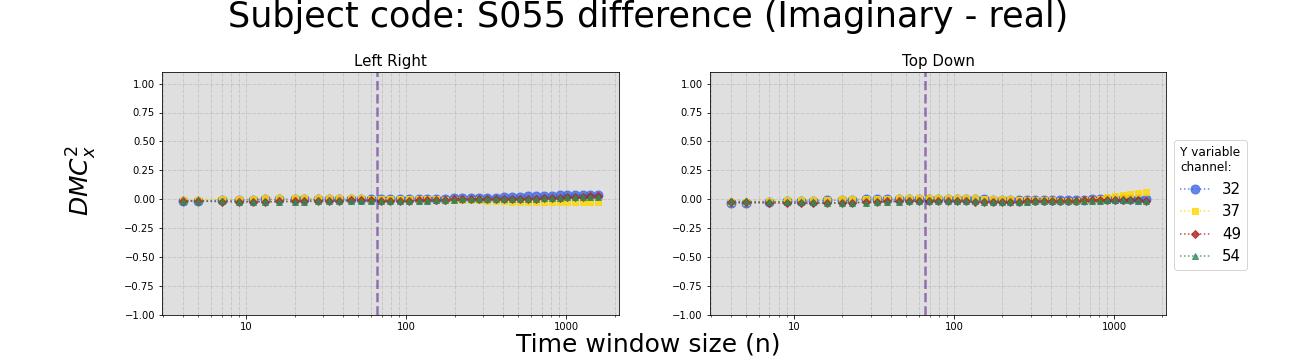 Subject code: S055 difference (Imaginary - real)
Left Right
Top Down
DMC²ₓ
1.00
0.75
0.50
0.25
0.00
−0.25
−0.50
−0.75
−1.00
10 100 1000
1.00
0.75
0.50
0.25
0.00
−0.25
−0.50
−0.75
−1.00
10 100 1000
Y variable
channel:
32
37
49
54
Time window size (n)